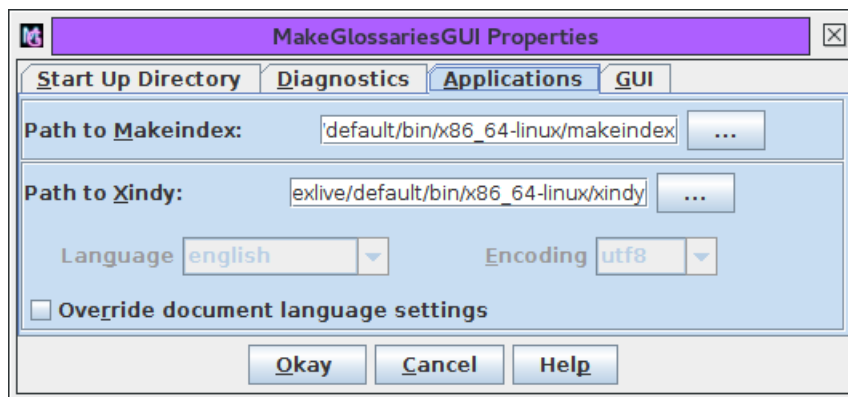 MakeGlossariesGUI Properties
Start Up Directory Diagnostics Applications GUI
Path to Makeindex: 'default/bin/x86_64-linux/makeindex ...
Path to Xindy: exlive/default/bin/x86_64-linux/xindy ...
Language english Encoding utf8
Override document language settings
Okay Cancel Help